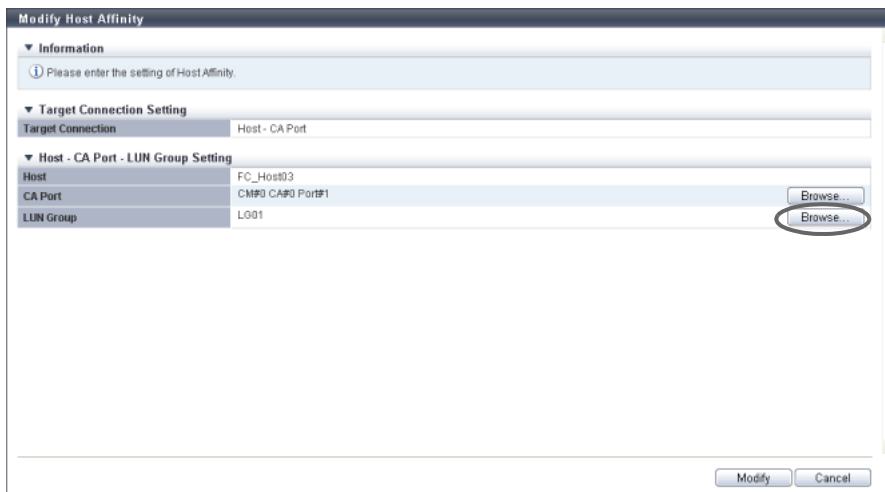 Modify Host Affinity
▼ Information
Please enter the setting of Host Affinity.
▼ Target Connection Setting
Target Connection Host - CA Port
▼ Host - CA Port - LUN Group Setting
Host FC_Host03
CA Port CM#0 CA#0 Port#1 Browse...
LUN Group LG01 Browse...
Modify Cancel